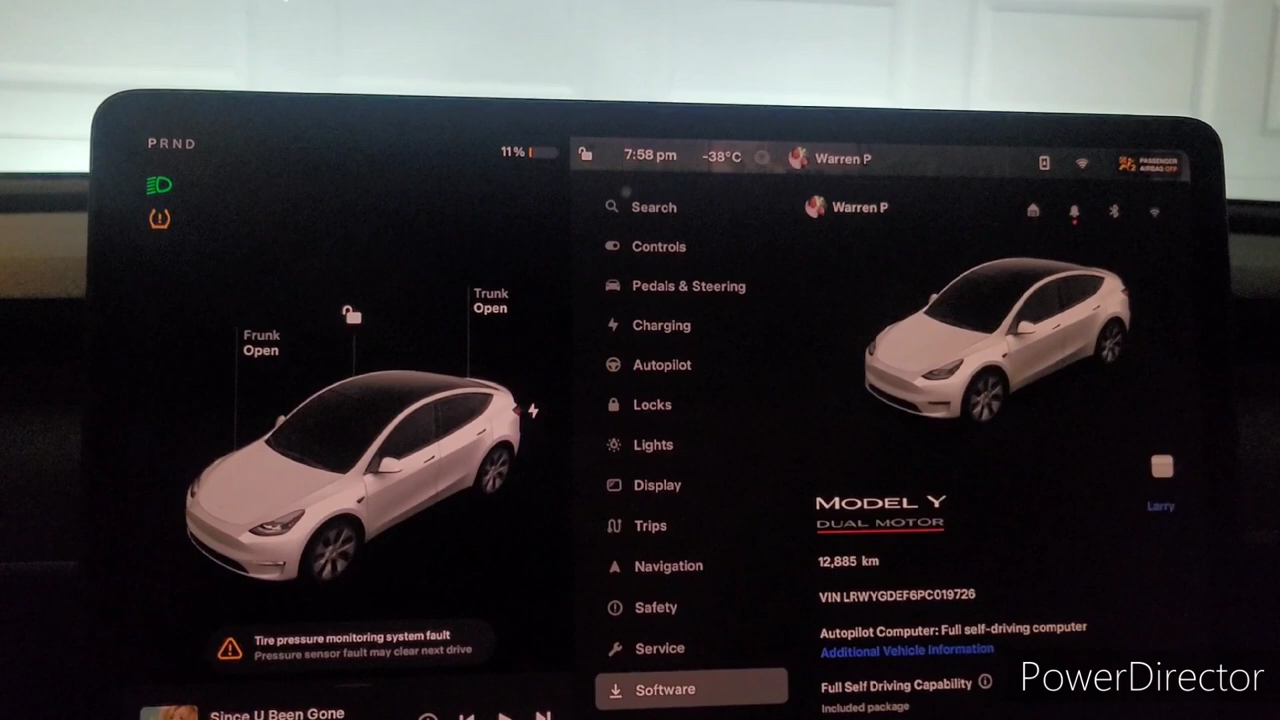 PRND
11%
7:58 pm
-38°C
Warren P
PASSENGER
AIRBAG OFF
Search
Warren P
Controls
Pedals & Steering
Charging
Autopilot
Locks
Lights
Display
Trips
Navigation
Safety
Service
Software
Trunk
Open
Frunk
Open
Larry
MODEL Y
DUAL MOTOR
12,885 km
VIN LRWYGDEF6PC019726
Autopilot Computer: Full self-driving computer
Additional Vehicle Information
Full Self Driving Capability
Included package
Tire pressure monitoring system fault
Pressure sensor fault may clear next drive
Since U Been Gone
PowerDirector